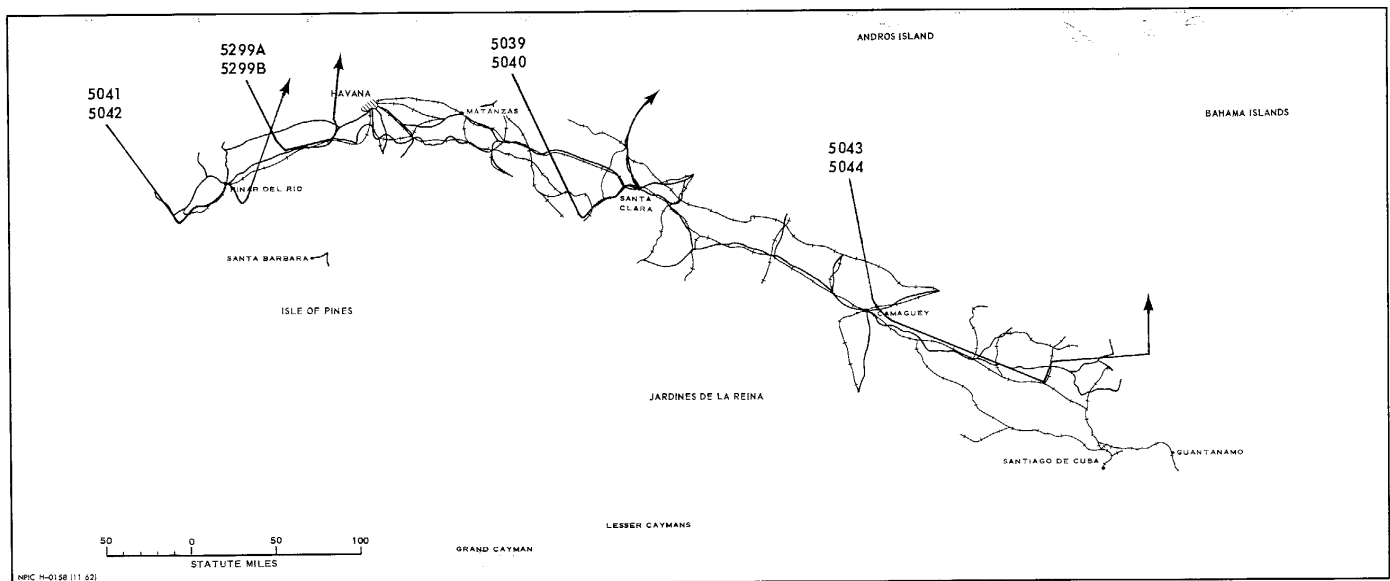 ANDROS ISLAND
5039
5040
5299A
5299B
HAVANA
5041
5042
MATANZAS
BAHAMA ISLANDS
5043
5044
PINAR DEL RIO
SANTA
CLARA
SANTA BARBARA
ISLE OF PINES
CAMAGUEY
JARDINES DE LA REINA
GUANTANAMO
SANTIAGO DE CUBA
LESSER CAYMANS
50 0 50 100
STATUTE MILES
GRAND CAYMAN
NPIC H-0158 (11 62)